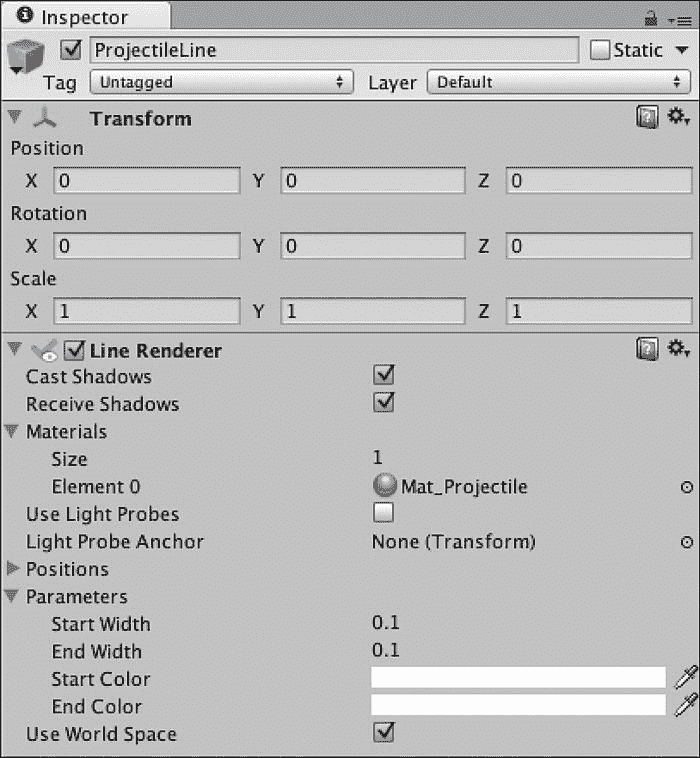 Inspector
ProjectileLine Static
Tag Untagged Layer Default
Transform
Position
X 0 Y 0 Z 0
Rotation
X 0 Y 0 Z 0
Scale
X 1 Y 1 Z 1
Line Renderer
Cast Shadows
Receive Shadows
Materials
Size 1
Element 0 Mat_Projectile
Use Light Probes
Light Probe Anchor None (Transform)
Positions
Parameters
Start Width 0.1
End Width 0.1
Start Color
End Color
Use World Space